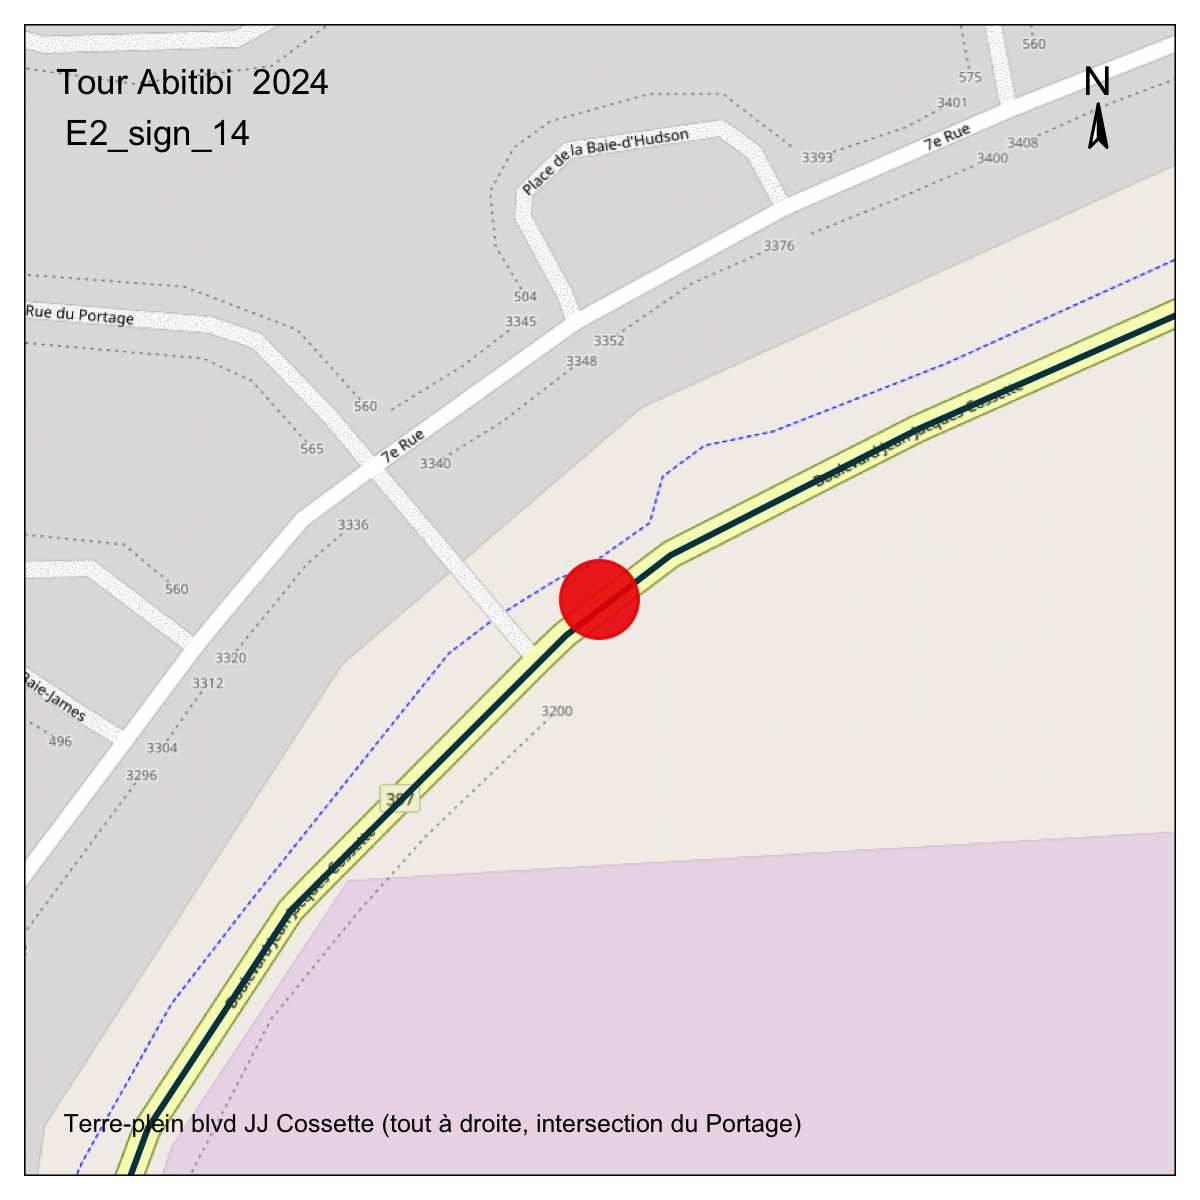 Tour Abitibi 2024
E2_sign_14
N
560
575
3401
7e Rue
3408
3400
3393
Place de la Baie-d'Hudson
3376
504
3345
3352
3348
Rue du Portage
560
565
7e Rue
3340
3336
560
3320
3312
Baie-James
496
3304
3296
Boulevard Jean-Jacques-Cossette
3200
397
Boulevard Jean-Jacques-Cossette
Terre-plein blvd JJ Cossette (tout à droite, intersection du Portage)